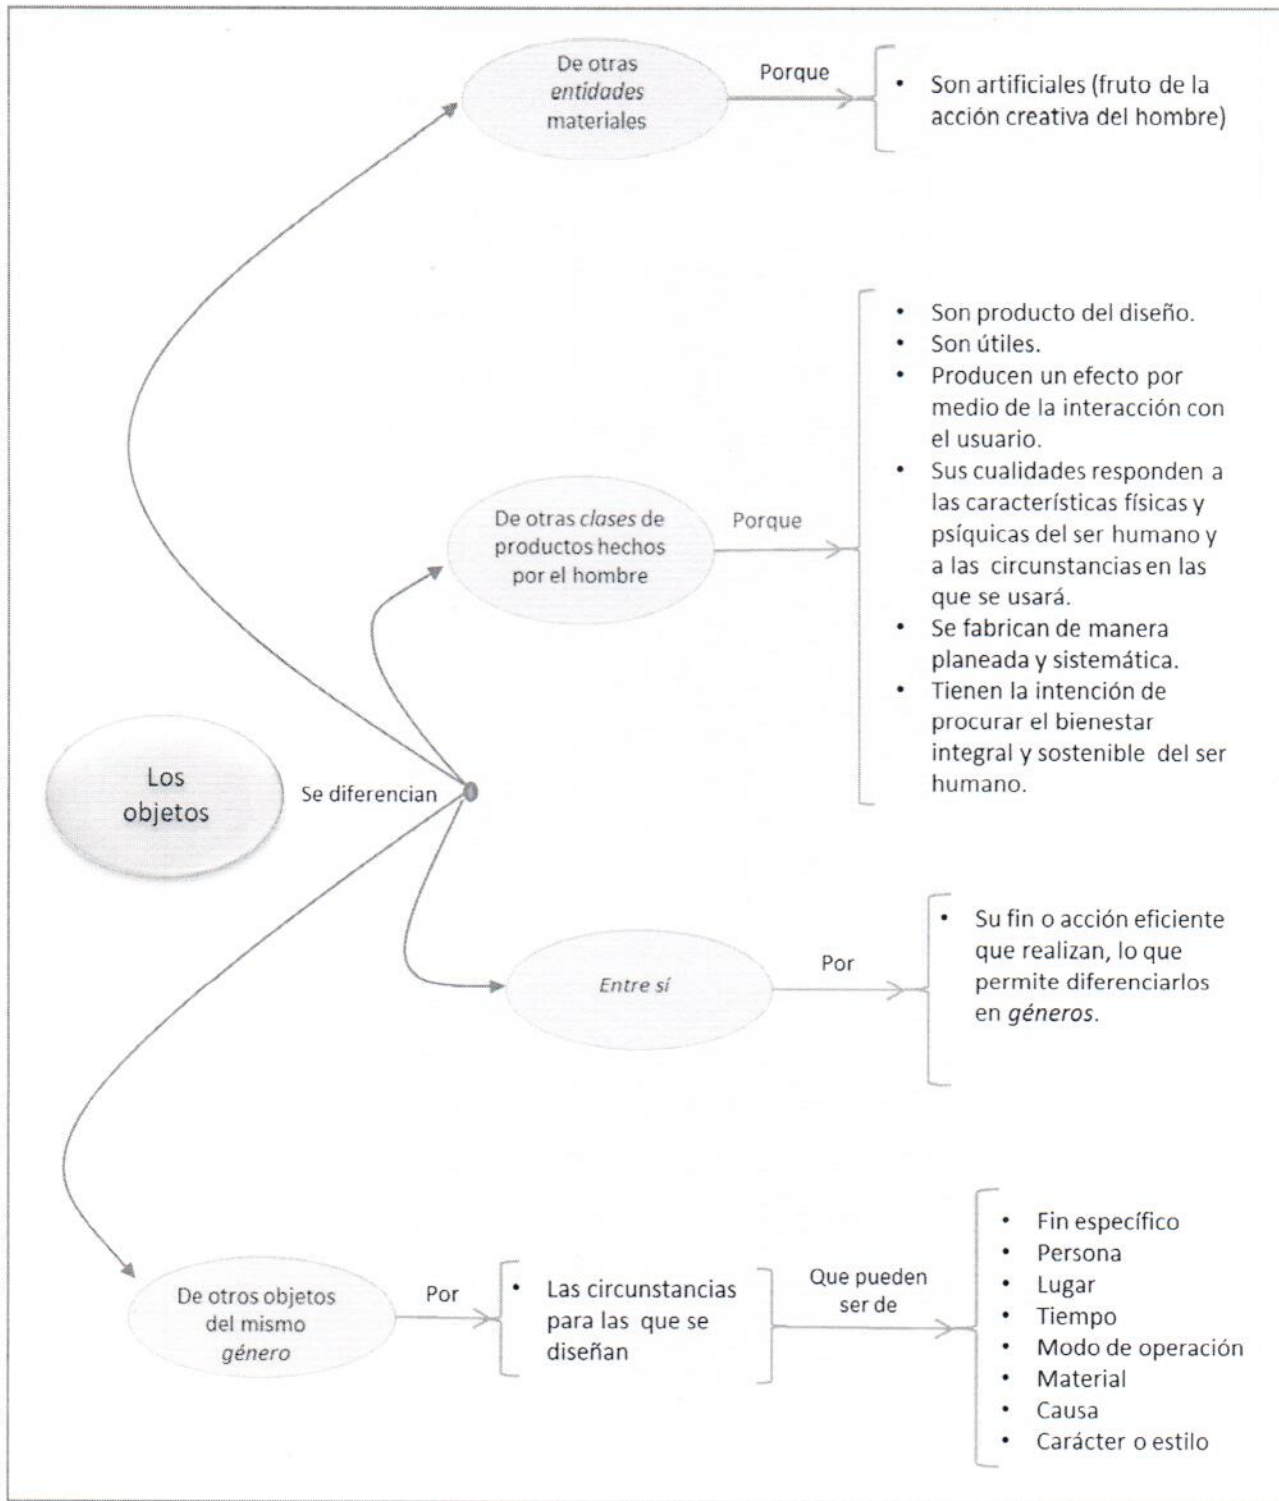 De otras
entidades
materiales
Porque
• Son artificiales (fruto de la
acción creativa del hombre)
De otras clases de
productos hechos
por el hombre
Porque
• Son producto del diseño.
• Son útiles.
• Producen un efecto por
medio de la interacción con
el usuario.
• Sus cualidades responden a
las características físicas y
psíquicas del ser humano y
a las circunstancias en las
que se usará.
• Se fabrican de manera
planeada y sistemática.
• Tienen la intención de
procurar el bienestar
integral y sostenible del ser
humano.
Los
objetos
Se diferencian
Entre sí
Por
• Su fin o acción eficiente
que realizan, lo que
permite diferenciarlos
en géneros.
De otros objetos
del mismo
género
Por
• Las circunstancias
para las que se
diseñan
Que pueden
ser de
• Fin específico
• Persona
• Lugar
• Tiempo
• Modo de operación
• Material
• Causa
• Carácter o estilo